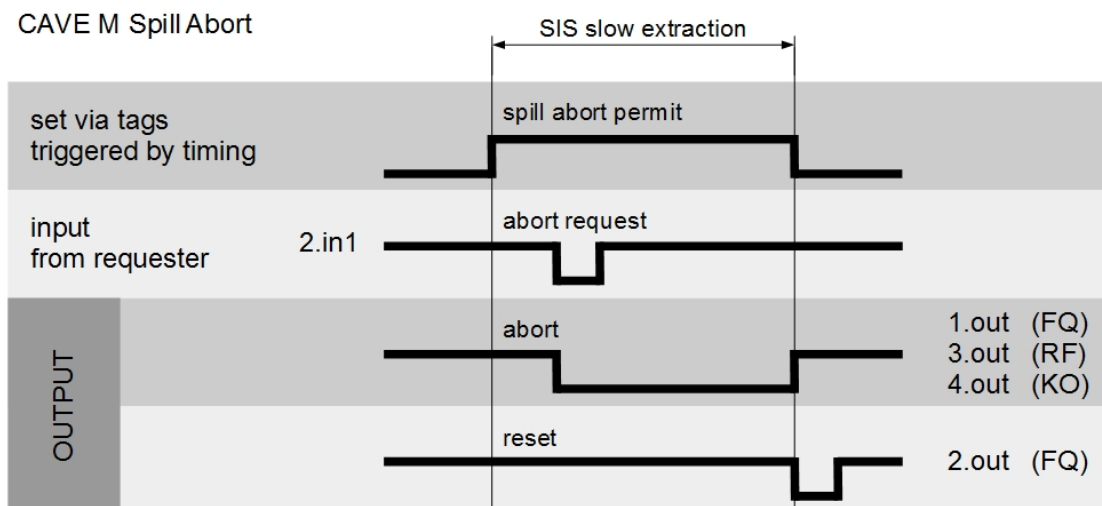 CAVE M Spill Abort
SIS slow extraction
set via tags
triggered by timing
spill abort permit
input
from requester
2.in1
abort request
OUTPUT
abort
1.out (FQ)
3.out (RF)
4.out (KO)
reset
2.out (FQ)